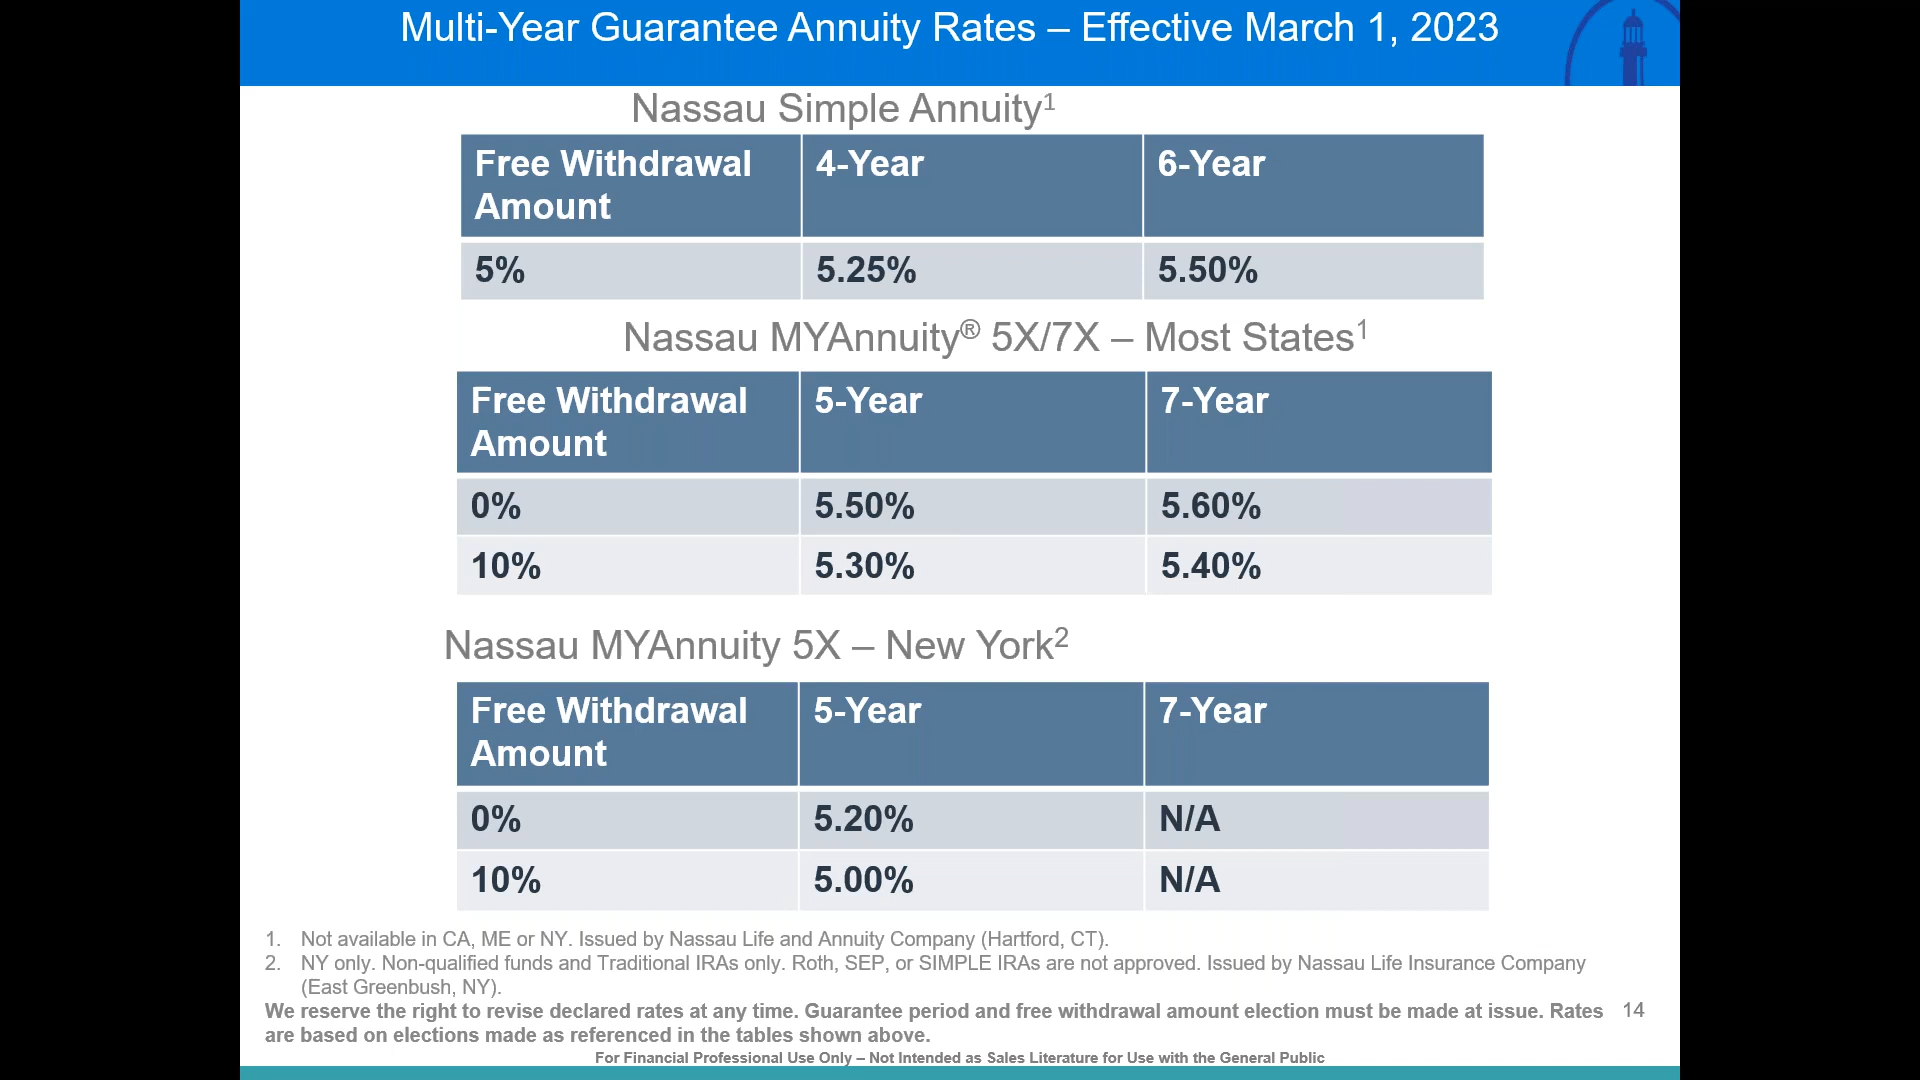 Multi-Year Guarantee Annuity Rates – Effective March 1, 2023
Nassau Simple Annuity¹
Free Withdrawal Amount 4-Year 6-Year
5% 5.25% 5.50%
Nassau MYAnnuity® 5X/7X – Most States¹
Free Withdrawal Amount 5-Year 7-Year
0% 5.50% 5.60%
10% 5.30% 5.40%
Nassau MYAnnuity 5X – New York²
Free Withdrawal Amount 5-Year 7-Year
0% 5.20% N/A
10% 5.00% N/A
1. Not available in CA, ME or NY. Issued by Nassau Life and Annuity Company (Hartford, CT).
2. NY only. Non-qualified funds and Traditional IRAs only. Roth, SEP, or SIMPLE IRAs are not approved. Issued by Nassau Life Insurance Company
(East Greenbush, NY).
We reserve the right to revise declared rates at any time. Guarantee period and free withdrawal amount election must be made at issue. Rates
are based on elections made as referenced in the tables shown above.
14
For Financial Professional Use Only – Not Intended as Sales Literature for Use with the General Public